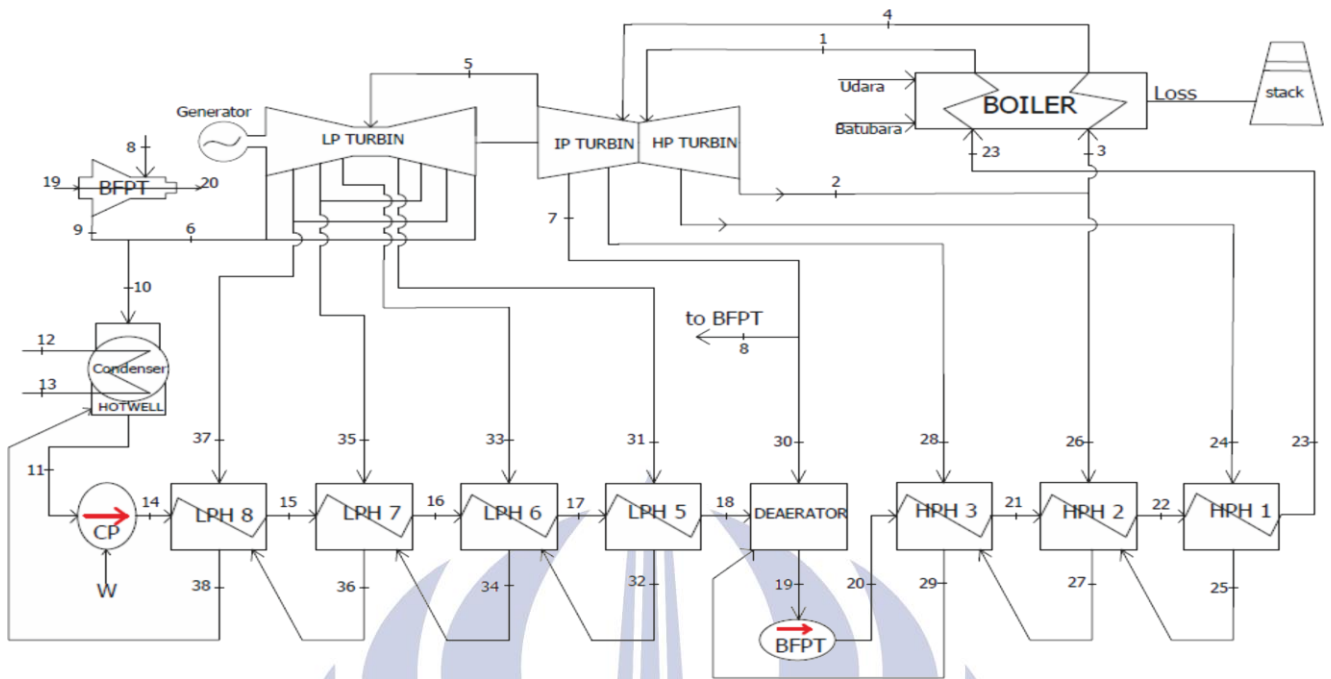 4
1
5
Udara
BOILER
Loss
stack
Generator
LP TURBIN
IP TURBIN
HP TURBIN
Batubara
8
23
3
19
BFPT
20
2
7
9
6
10
to BFPT
8
12
Condenser
13
HOTWELL
37
35
33
31
30
28
26
24
23
11
14
15
16
17
18
21
22
CP
LPH 8
LPH 7
LPH 6
LPH 5
DEAERATOR
HPH 3
HPH 2
HPH 1
W
38
36
34
32
19
20
29
27
25
BFPT